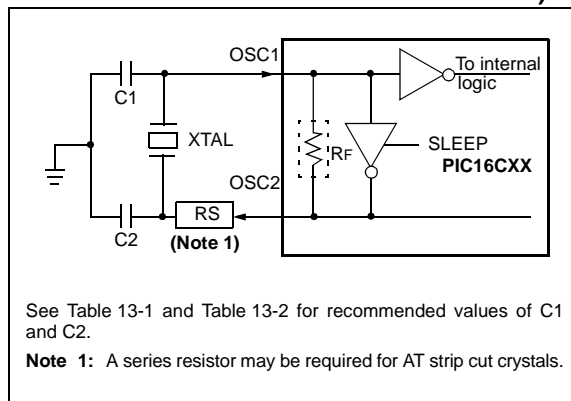 OSC1
To internal
logic
C1
XTAL
RF
SLEEP
PIC16CXX
OSC2
RS
C2
(Note 1)
See Table 13-1 and Table 13-2 for recommended values of C1
and C2.
Note 1: A series resistor may be required for AT strip cut crystals.